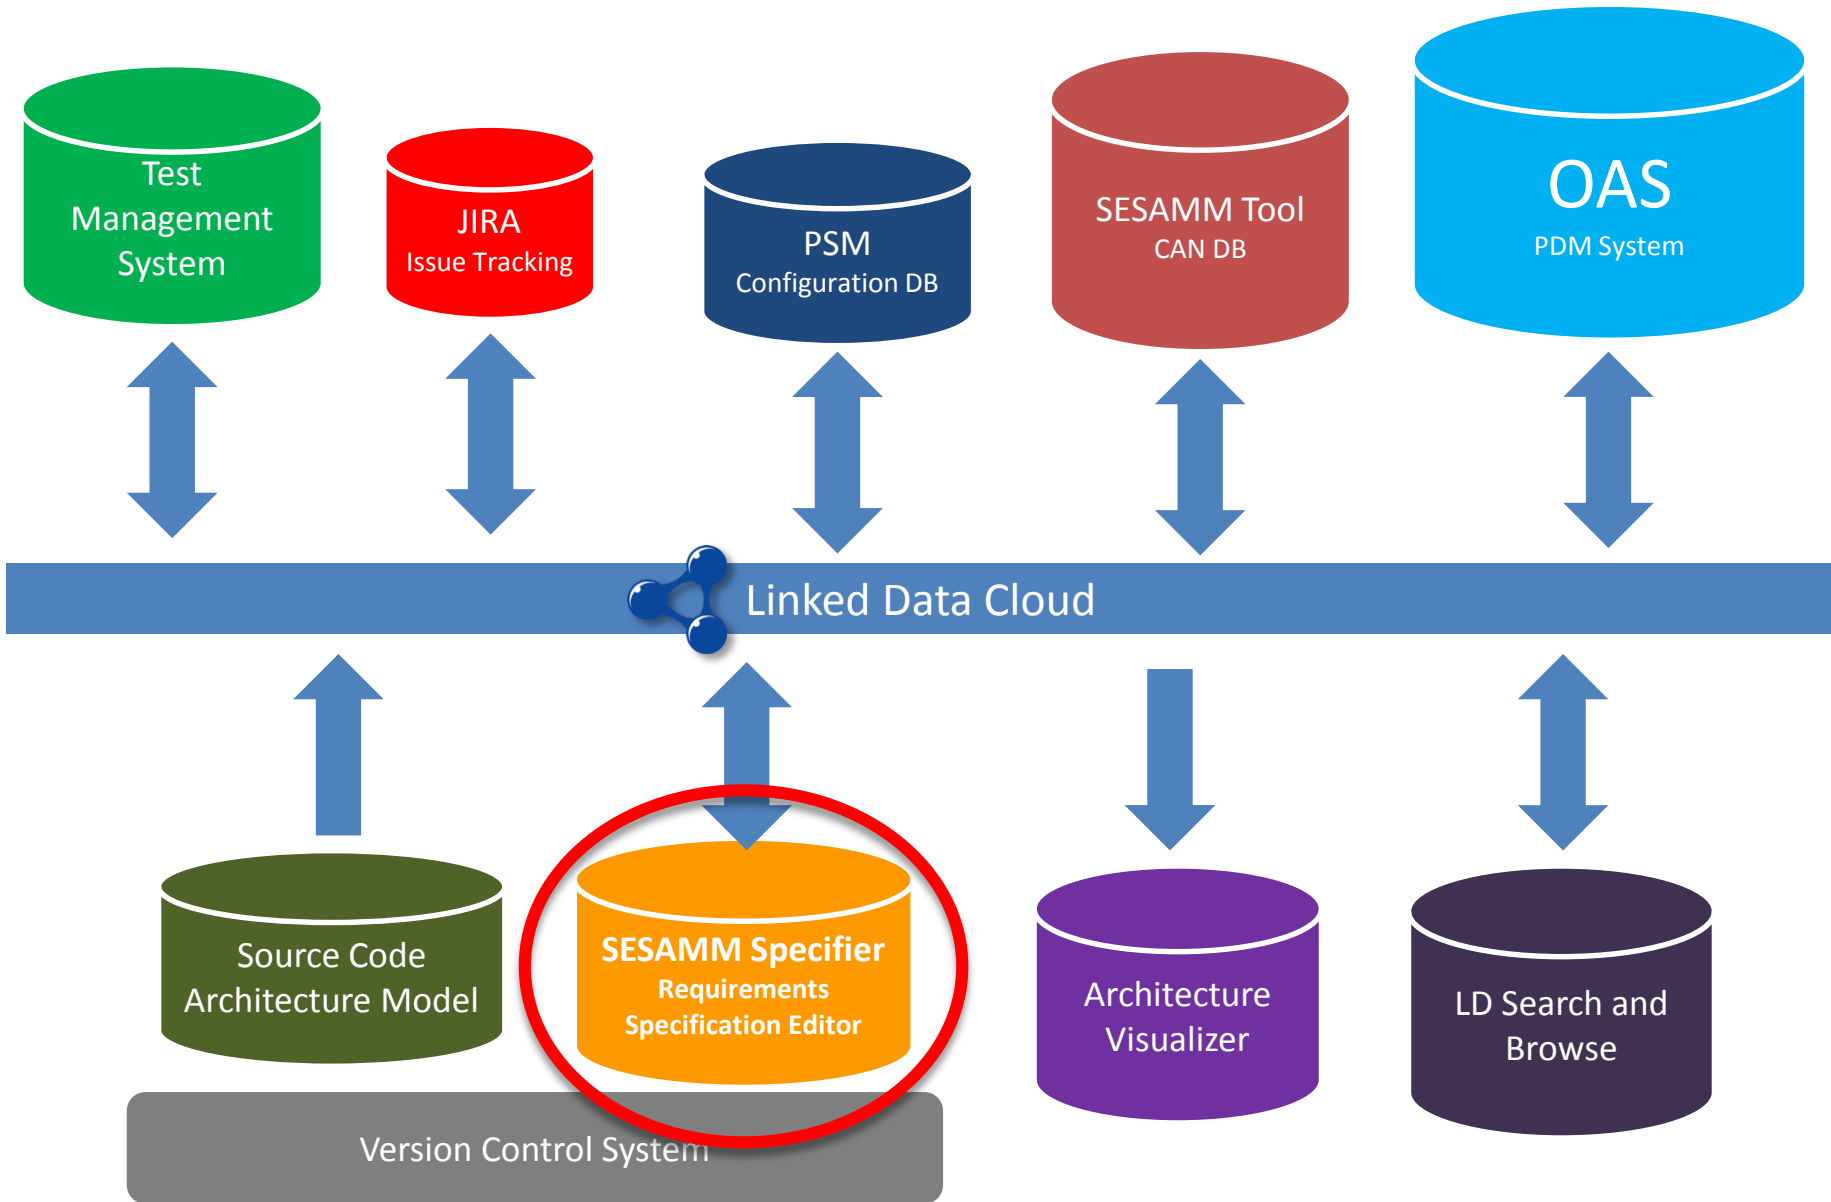 Test
Management
System
JIRA
Issue Tracking
PSM
Configuration DB
SESAMM Tool
CAN DB
OAS
PDM System
Linked Data Cloud
Source Code
Architecture Model
SESAMM Specifier
Requirements
Specification Editor
Architecture
Visualizer
LD Search and
Browse
Version Control System